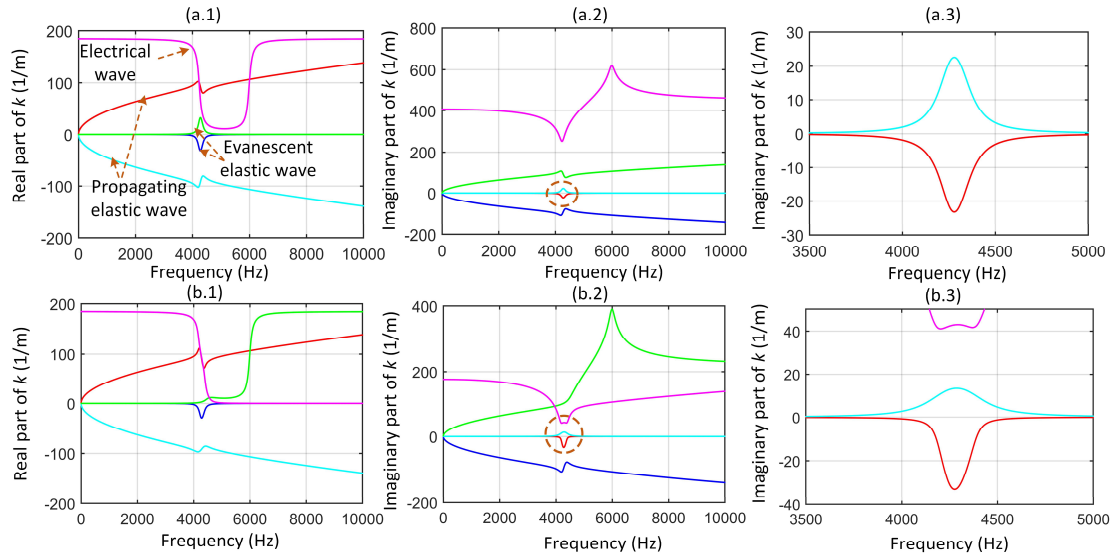 (a.1)
Real part of k (1/m)
200
100
0
-100
-200
Electrical
wave
Evanescent
elastic wave
Propagating
elastic wave
0 2000 4000 6000 8000 10000
Frequency (Hz)
(a.2)
Imaginary part of k (1/m)
800
600
400
200
0
-200
0 2000 4000 6000 8000 10000
Frequency (Hz)
(a.3)
Imaginary part of k (1/m)
30
20
10
0
-10
-20
-30
3500 4000 4500 5000
Frequency (Hz)
(b.1)
Real part of k (1/m)
200
100
0
-100
-200
0 2000 4000 6000 8000 10000
Frequency (Hz)
(b.2)
Imaginary part of k (1/m)
400
200
0
-200
0 2000 4000 6000 8000 10000
Frequency (Hz)
(b.3)
Imaginary part of k (1/m)
40
20
0
-20
-40
3500 4000 4500 5000
Frequency (Hz)